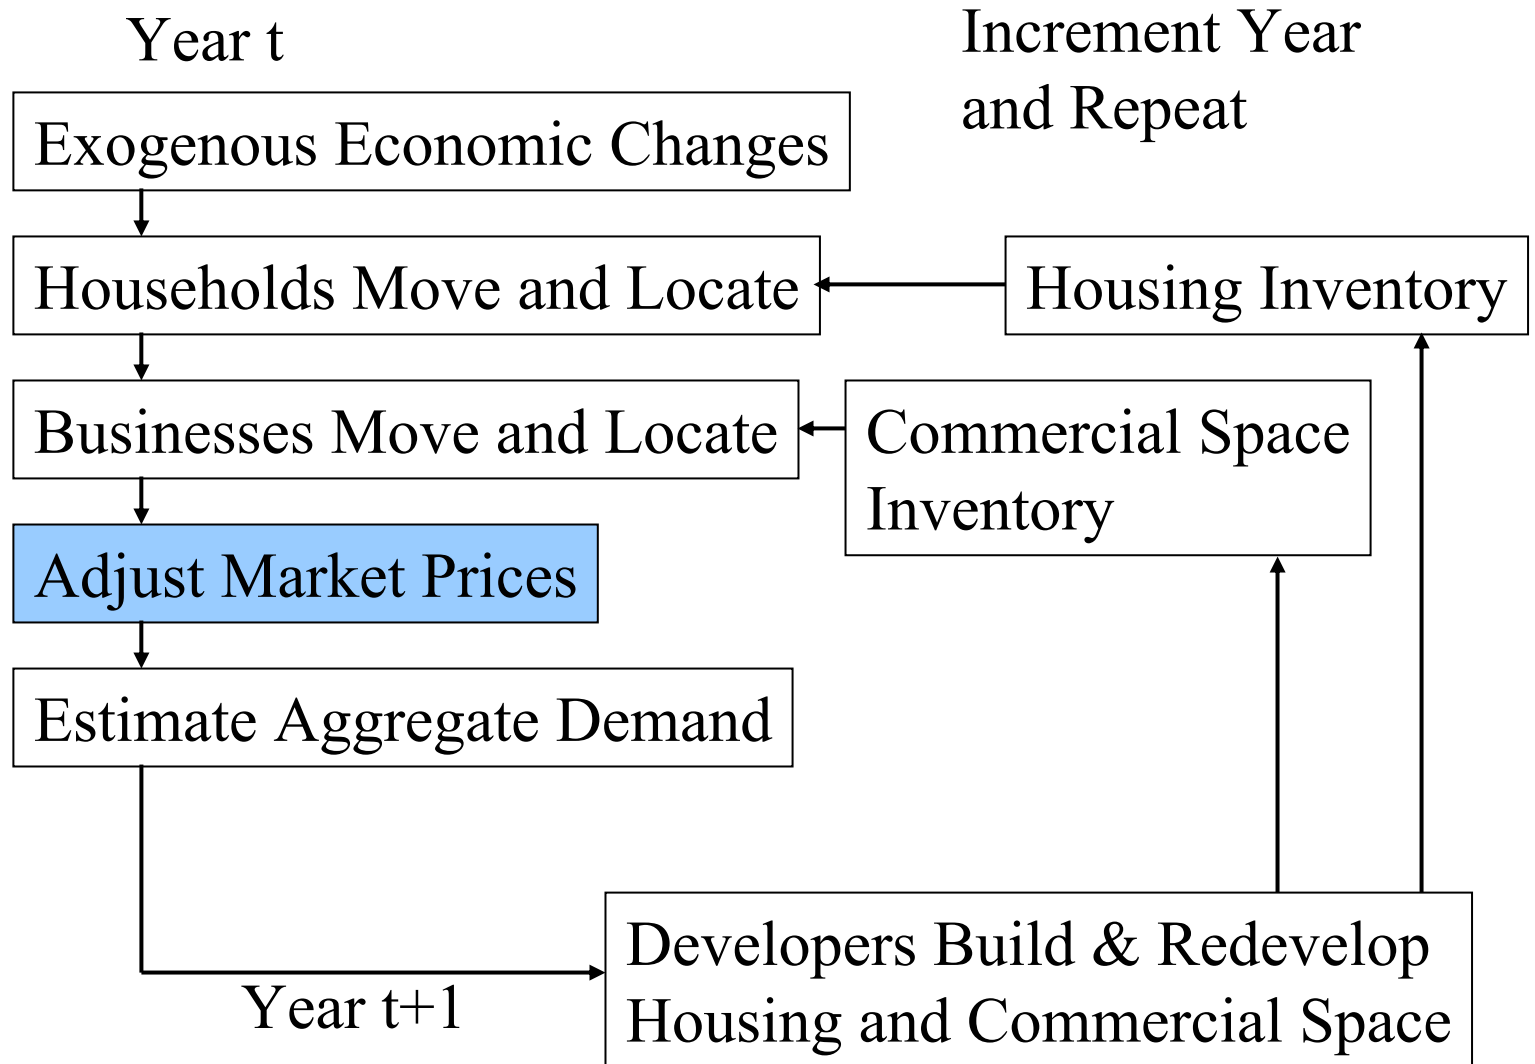 Year t
Increment Year
and Repeat
Exogenous Economic Changes
Households Move and Locate
Housing Inventory
Businesses Move and Locate
Commercial Space
Inventory
Adjust Market Prices
Estimate Aggregate Demand
Year t+1
Developers Build & Redevelop
Housing and Commercial Space